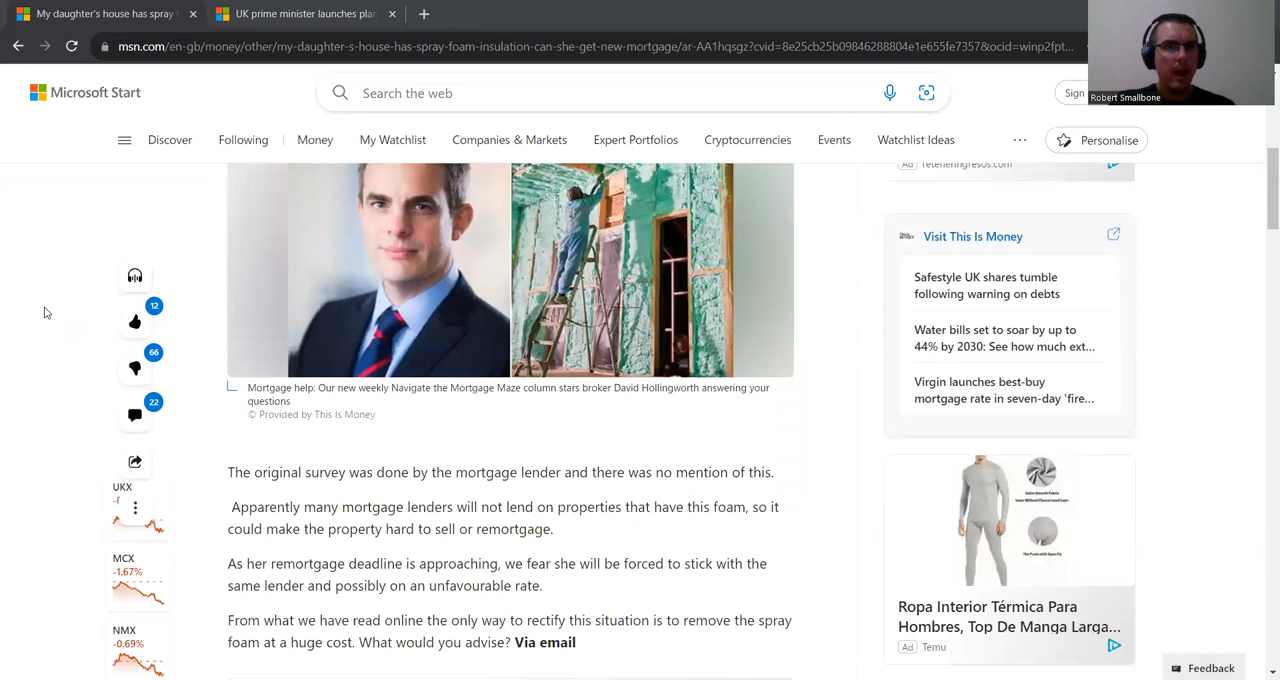 My daughter's house has spray
UK prime minister launches plan
msn.com/en-gb/money/other/my-daughter-s-house-has-spray-foam-insulation-can-she-get-new-mortgage/ar-AA1hqsgz?cvid=8e25cb25b09846288804e1e655fe7357&ocid=winp2fpt...
Robert Smallbone
Microsoft Start
Search the web
Sign
Discover
Following
Money
My Watchlist
Companies & Markets
Expert Portfolios
Cryptocurrencies
Events
Watchlist Ideas
...
Personalise
Ad
Visit This Is Money
Safestyle UK shares tumble
following warning on debts
Water bills set to soar by up to
44% by 2030: See how much ext...
Virgin launches best-buy
mortgage rate in seven-day 'fire...
12
66
22
Mortgage help: Our new weekly Navigate the Mortgage Maze column stars broker David Hollingworth answering your
questions
© Provided by This Is Money
The original survey was done by the mortgage lender and there was no mention of this.
Apparently many mortgage lenders will not lend on properties that have this foam, so it
could make the property hard to sell or remortgage.
As her remortgage deadline is approaching, we fear she will be forced to stick with the
same lender and possibly on an unfavourable rate.
From what we have read online the only way to rectify this situation is to remove the spray
foam at a huge cost. What would you advise? Via email
UKX
MCX
-1.67%
NMX
-0.69%
Ropa Interior Térmica Para
Hombres, Top De Manga Larga...
Ad Temu
Feedback